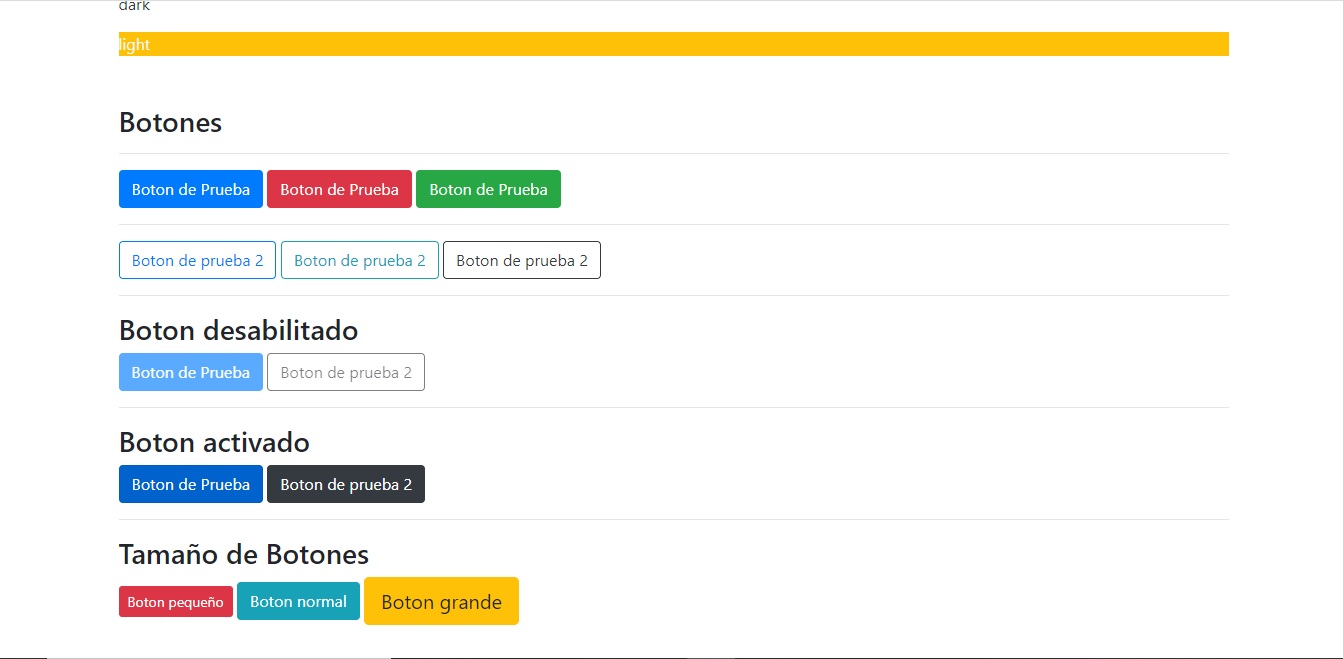 dark
light
Botones
Boton de Prueba Boton de Prueba Boton de Prueba
Boton de prueba 2 Boton de prueba 2 Boton de prueba 2
Boton desabilitado
Boton de Prueba Boton de prueba 2
Boton activado
Boton de Prueba Boton de prueba 2
Tamaño de Botones
Boton pequeño Boton normal Boton grande